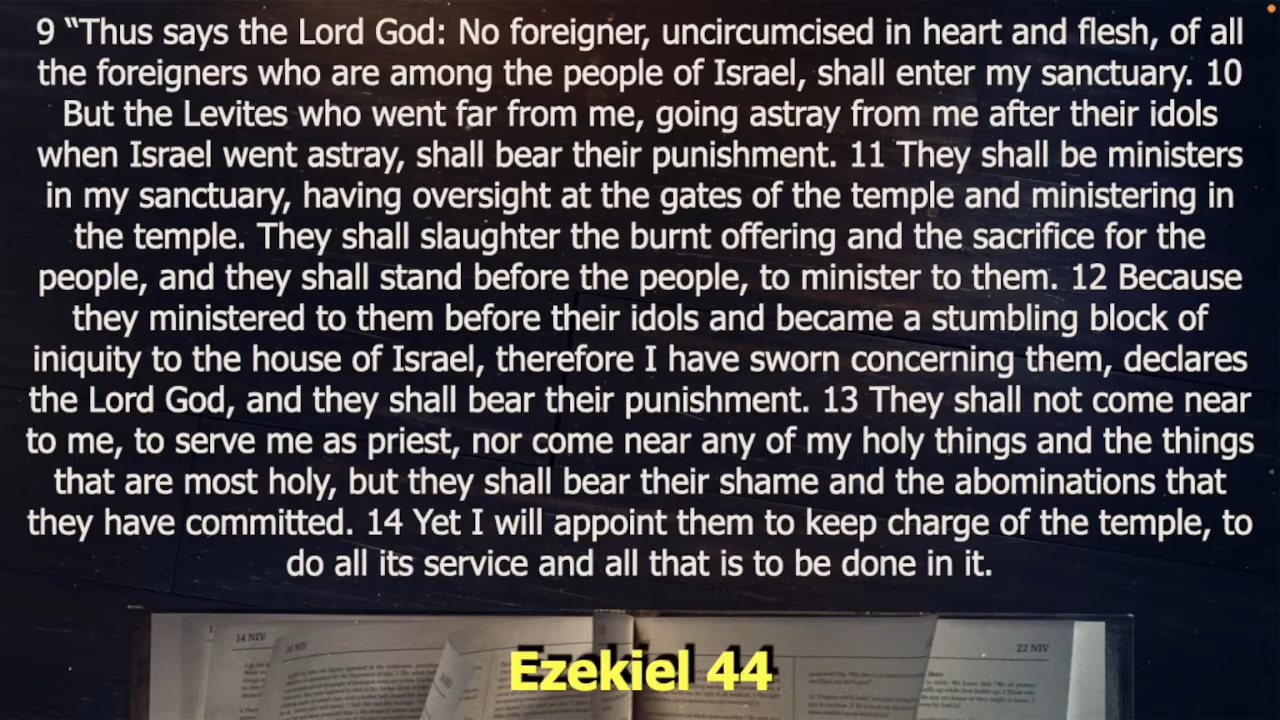 9 “Thus says the Lord God: No foreigner, uncircumcised in heart and flesh, of all
the foreigners who are among the people of Israel, shall enter my sanctuary. 10
But the Levites who went far from me, going astray from me after their idols
when Israel went astray, shall bear their punishment. 11 They shall be ministers
in my sanctuary, having oversight at the gates of the temple and ministering in
the temple. They shall slaughter the burnt offering and the sacrifice for the
people, and they shall stand before the people, to minister to them. 12 Because
they ministered to them before their idols and became a stumbling block of
iniquity to the house of Israel, therefore I have sworn concerning them, declares
the Lord God, and they shall bear their punishment. 13 They shall not come near
to me, to serve me as priest, nor come near any of my holy things and the things
that are most holy, but they shall bear their shame and the abominations that
they have committed. 14 Yet I will appoint them to keep charge of the temple, to
do all its service and all that is to be done in it.
14 NIV
22 NIV
Ezekiel 44